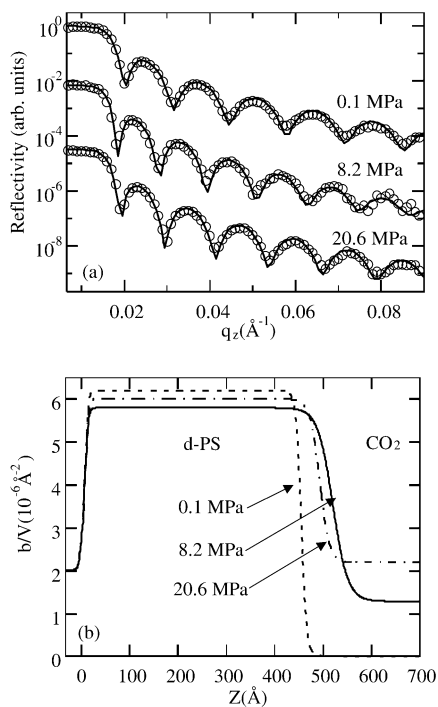 Reflectivity (arb. units)
10⁰
10⁻²
10⁻⁴
10⁻⁶
10⁻⁸
0.1 MPa
8.2 MPa
20.6 MPa
(a)
0.02 0.04 0.06 0.08
q_z(Å⁻¹)
b/V(10⁻⁶Å⁻²)
6
5
4
3
2
1
0
d-PS CO₂
0.1 MPa
8.2 MPa
20.6 MPa
(b)
0 100 200 300 400 500 600 700
Z(Å)